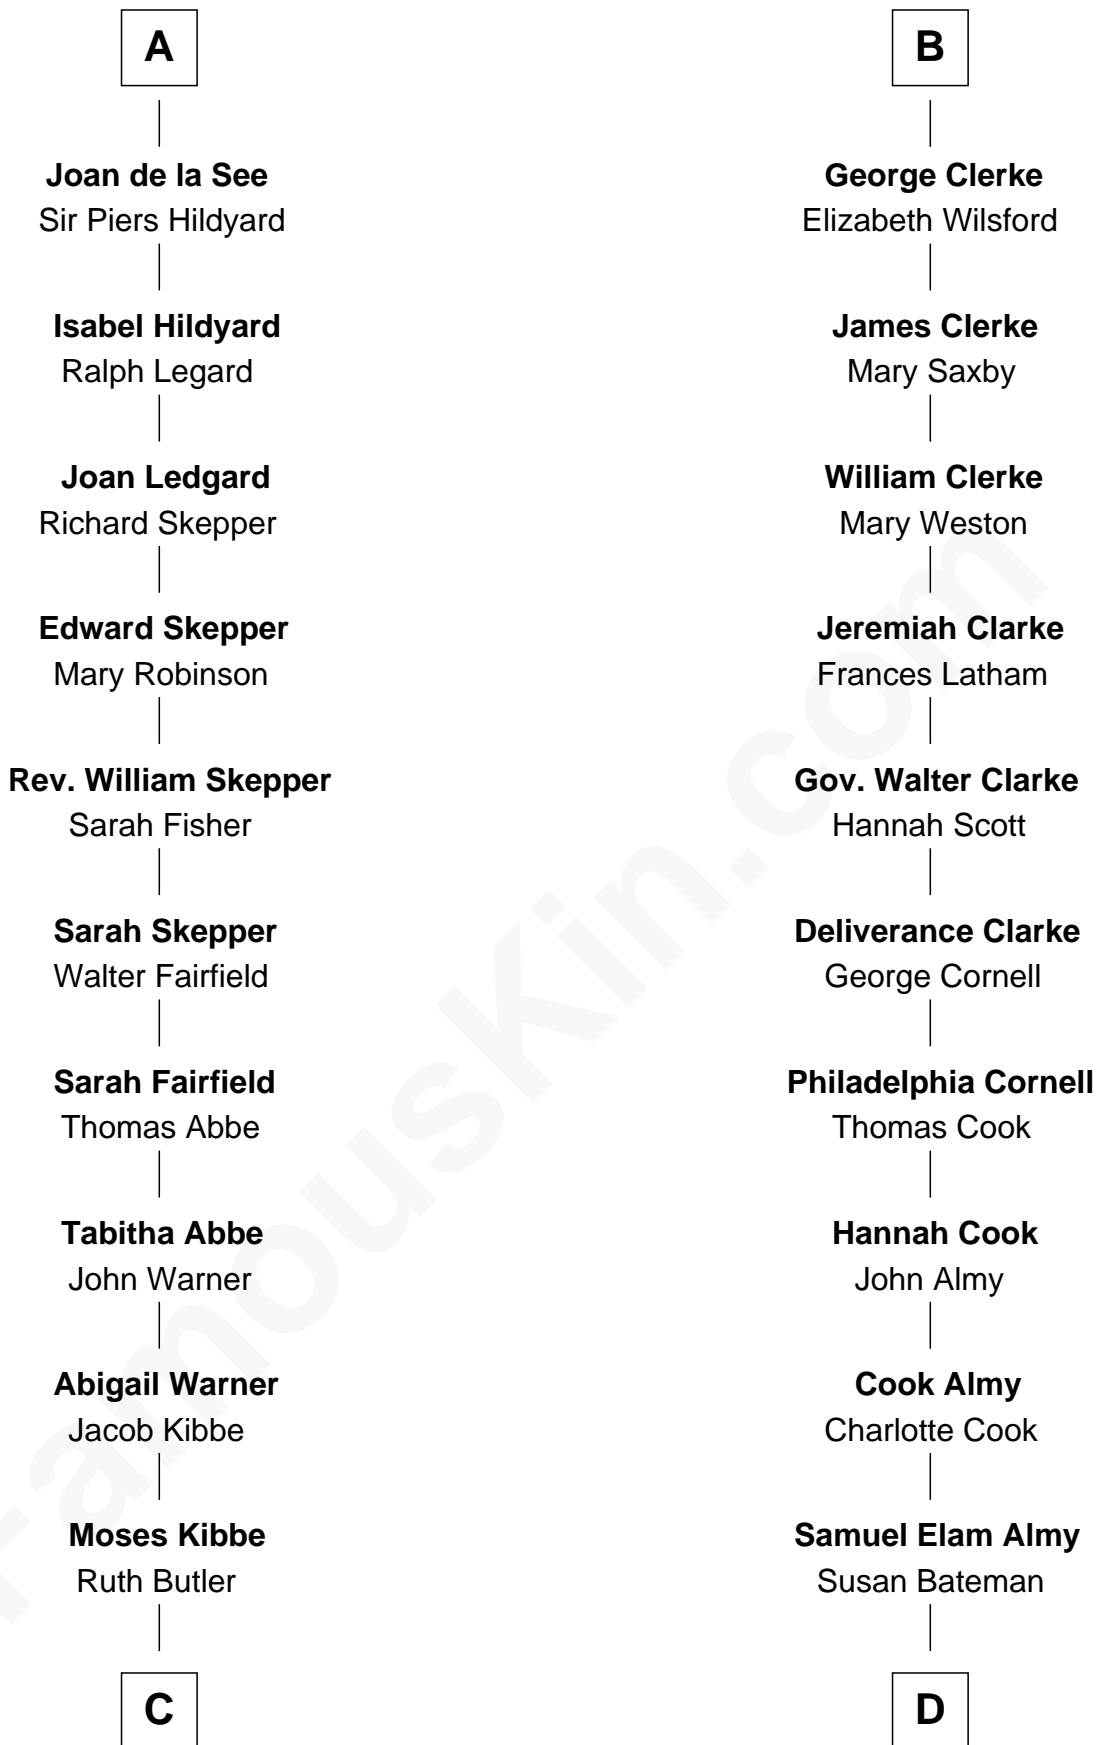 A
Joan de la See
Sir Piers Hildyard
Isabel Hildyard
Ralph Legard
Joan Ledgard
Richard Skepper
Edward Skepper
Mary Robinson
Rev. William Skepper
Sarah Fisher
Sarah Skepper
Walter Fairfield
Sarah Fairfield
Thomas Abbe
Tabitha Abbe
John Warner
Abigail Warner
Jacob Kibbe
Moses Kibbe
Ruth Butler
C
B
George Clerke
Elizabeth Wilsford
James Clerke
Mary Saxby
William Clerke
Mary Weston
Jeremiah Clarke
Frances Latham
Gov. Walter Clarke
Hannah Scott
Deliverance Clarke
George Cornell
Philadelphia Cornell
Thomas Cook
Hannah Cook
John Almy
Cook Almy
Charlotte Cook
Samuel Elam Almy
Susan Bateman
D
FamousKin.com